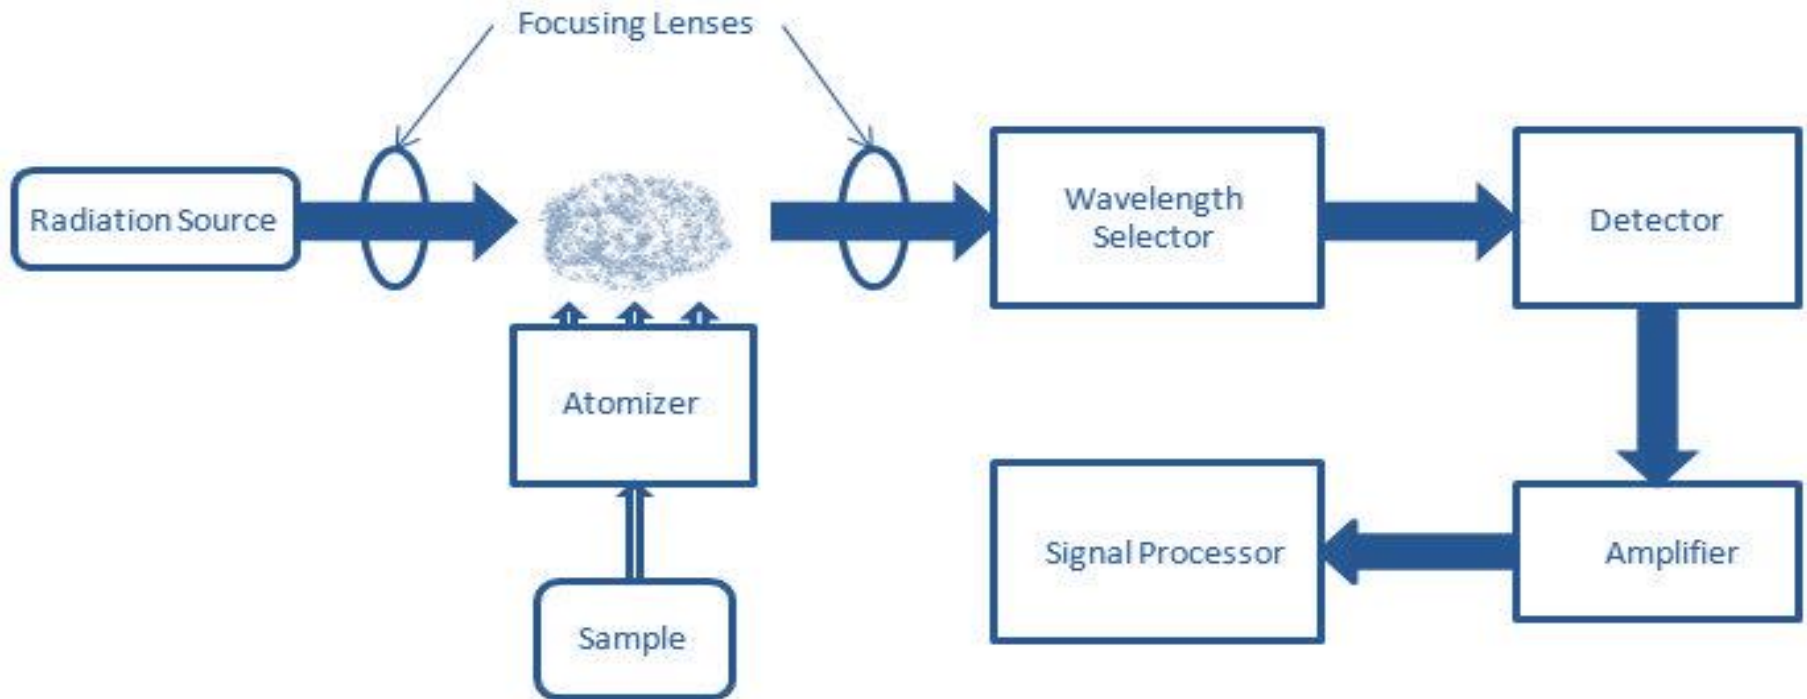 Focusing Lenses
Radiation Source
Wavelength
Selector
Detector
Atomizer
Signal Processor
Amplifier
Sample